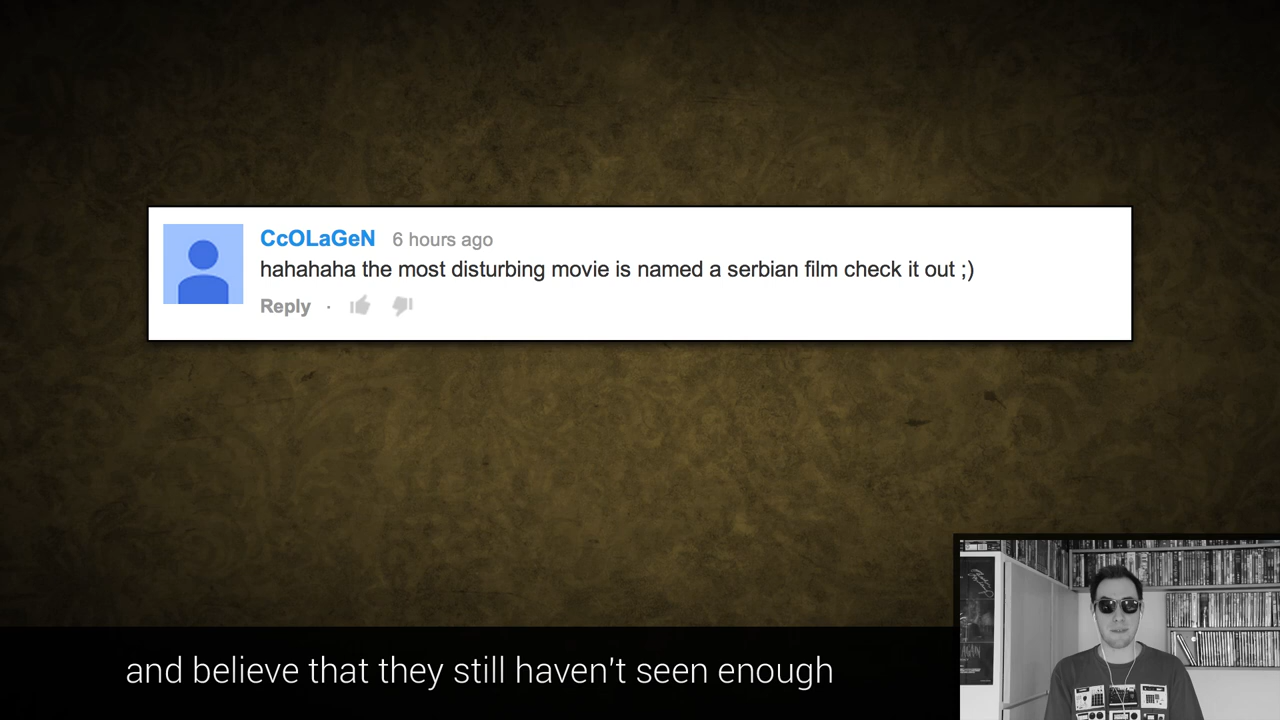 CcOLaGeN 6 hours ago
hahahaha the most disturbing movie is named a serbian film check it out ;)
Reply ·
and believe that they still haven't seen enough